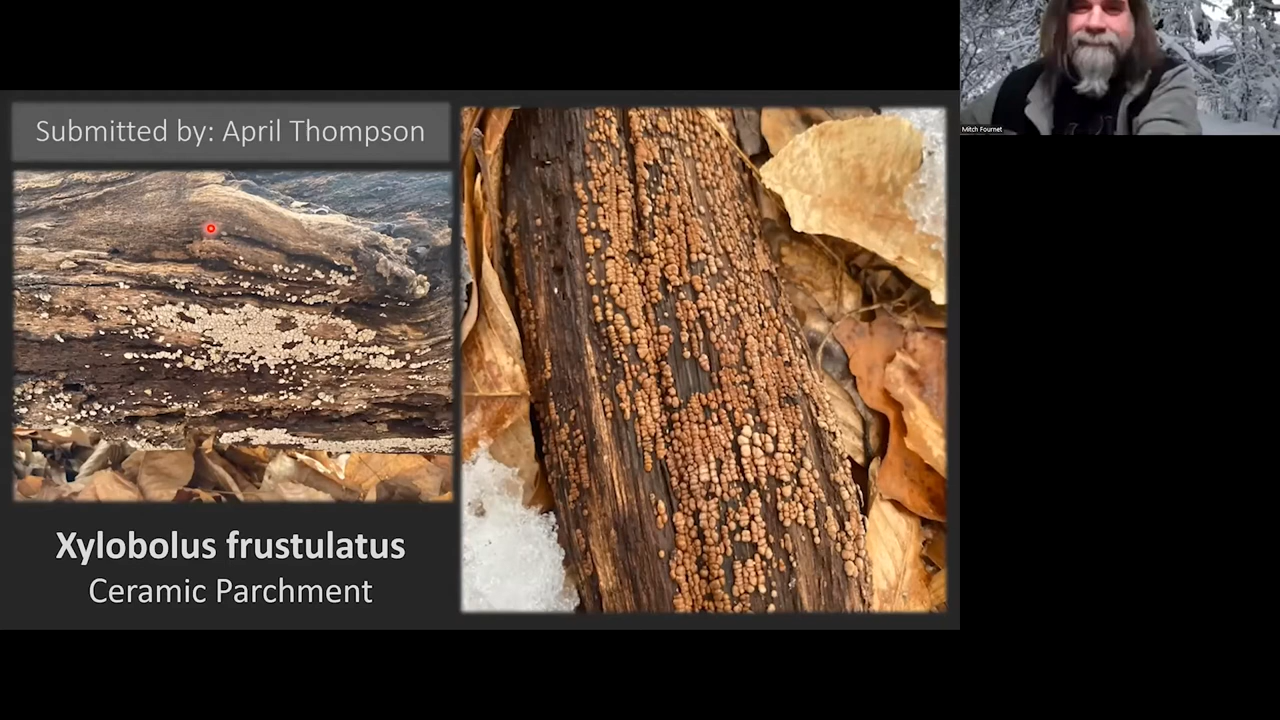 Submitted by: April Thompson
Xylobolus frustulatus
Ceramic Parchment
Mitch Fournet